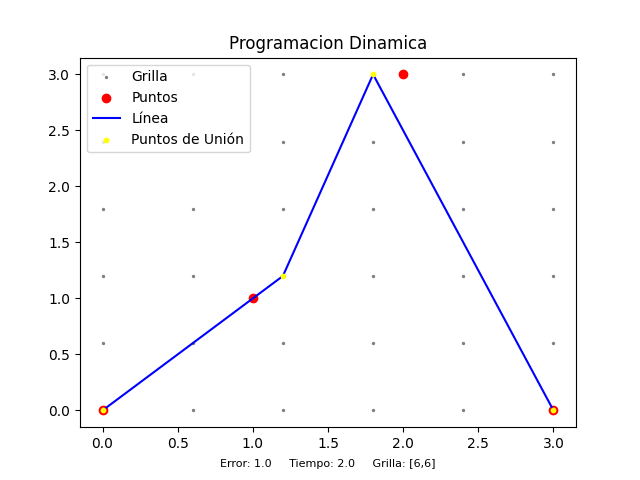 Programacion Dinamica
Grilla
Puntos
Línea
Puntos de Unión
3.0
2.5
2.0
1.5
1.0
0.5
0.0
0.0 0.5 1.0 1.5 2.0 2.5 3.0
Error: 1.0 Tiempo: 2.0 Grilla: [6,6]